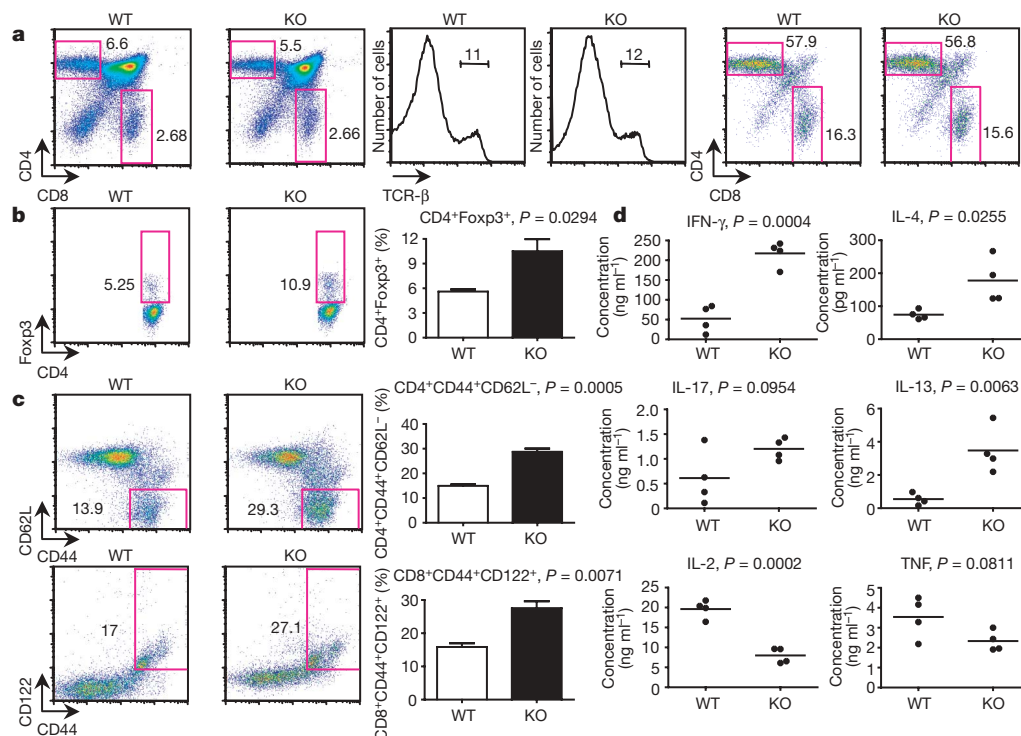 a
WT
KO
WT
KO
WT
KO
6.6
5.5
11
12
57.9
56.8
2.68
2.66
16.3
15.6
CD4
CD8
Number of cells
Number of cells
TCR-β
CD4
CD8
b
WT
KO
5.25
10.9
Foxp3
CD4
CD4⁺Foxp3⁺, P = 0.0294
CD4⁺Foxp3⁺ (%)
12
9
6
3
0
WT
KO
c
WT
KO
13.9
29.3
CD62L
CD44
CD4⁺CD44⁺CD62L⁻, P = 0.0005
CD4⁺CD44⁺CD62L⁻ (%)
50
40
30
20
10
0
WT
KO
WT
KO
17
27.1
CD122
CD44
CD8⁺CD44⁺CD122⁺, P = 0.0071
CD8⁺CD44⁺CD122⁺ (%)
30
20
10
0
WT
KO
d
IFN-γ, P = 0.0004
Concentration
(ng ml⁻¹)
250
200
150
100
50
0
WT
KO
IL-4, P = 0.0255
Concentration
(pg ml⁻¹)
300
200
100
0
WT
KO
IL-17, P = 0.0954
Concentration
(ng ml⁻¹)
2.0
1.5
1.0
0.5
0
WT
KO
IL-13, P = 0.0063
Concentration
(ng ml⁻¹)
6
4
2
0
WT
KO
IL-2, P = 0.0002
Concentration
(ng ml⁻¹)
25
20
15
10
5
0
WT
KO
TNF, P = 0.0811
Concentration
(ng ml⁻¹)
5
4
3
2
1
0
WT
KO